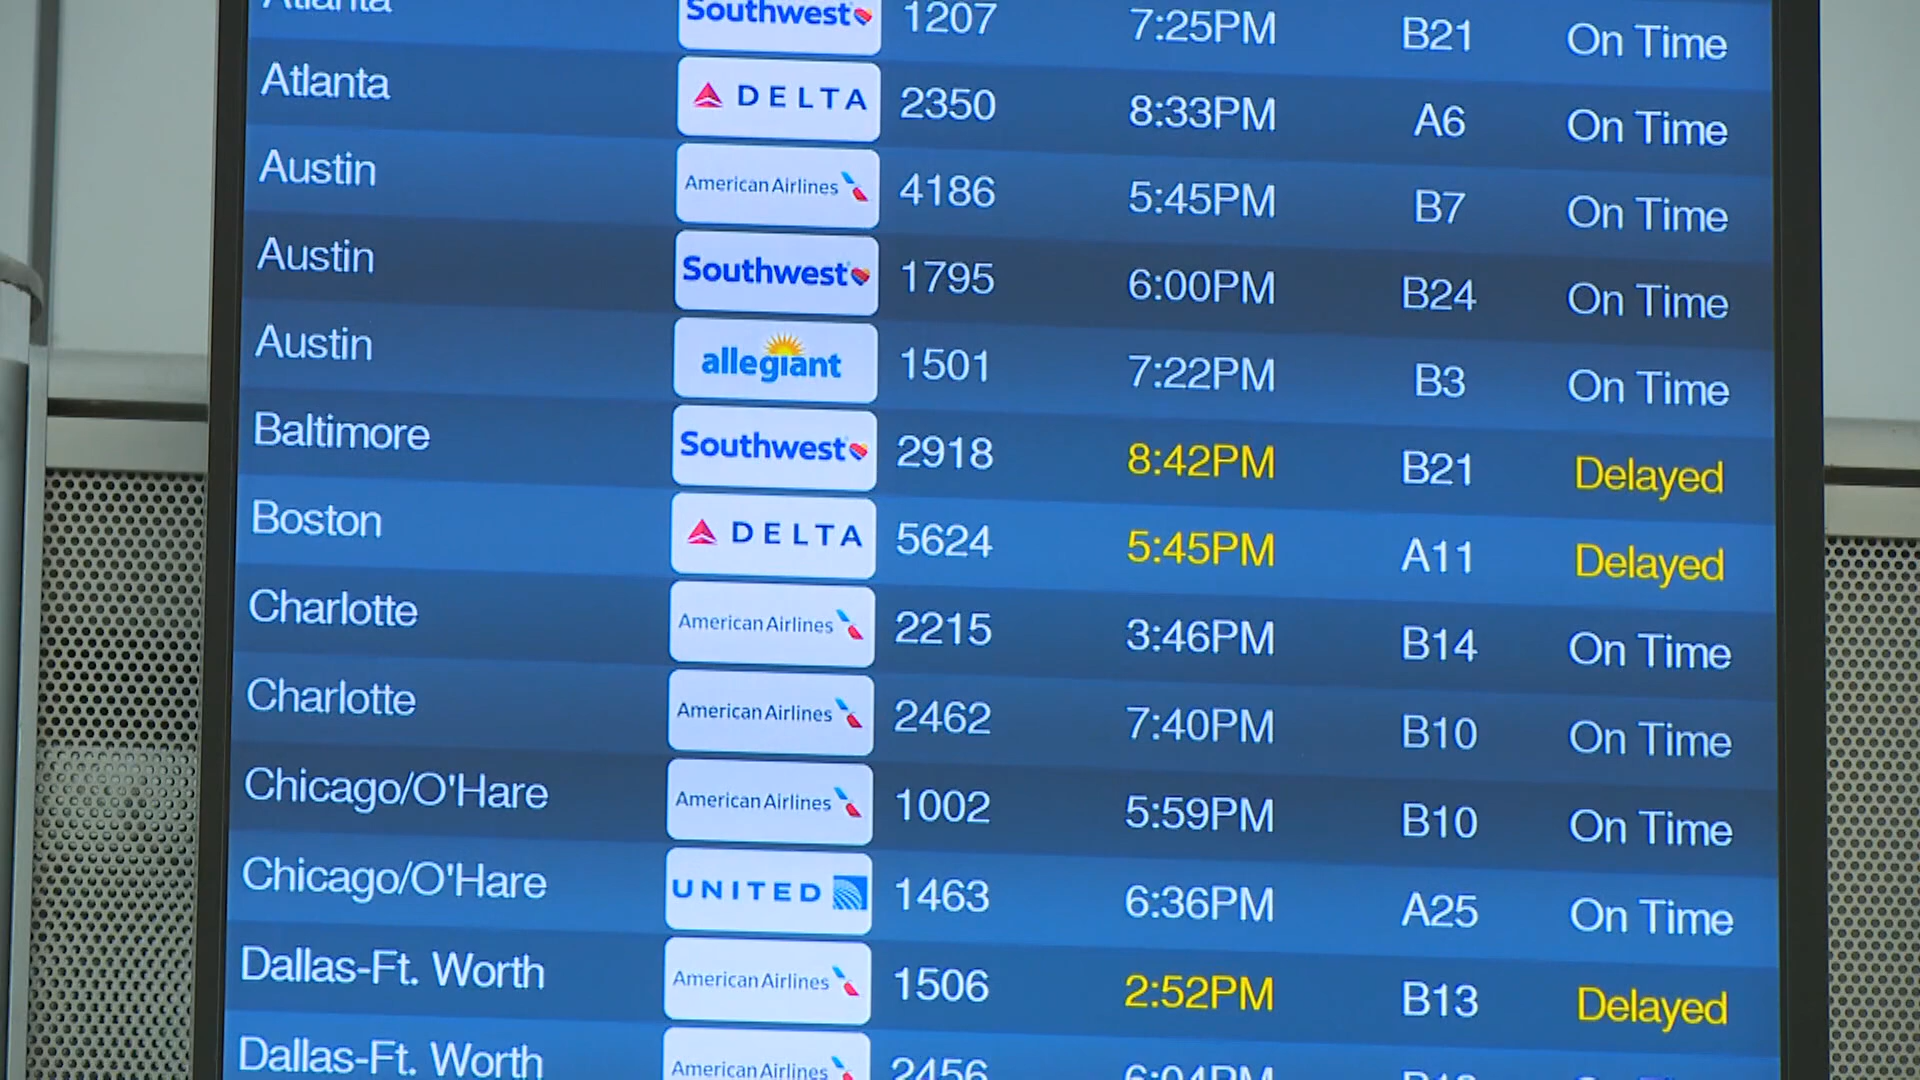 Atlanta Southwest 1207 7:25PM B21 On Time
Atlanta DELTA 2350 8:33PM A6 On Time
Austin American Airlines 4186 5:45PM B7 On Time
Austin Southwest 1795 6:00PM B24 On Time
Austin allegiant 1501 7:22PM B3 On Time
Baltimore Southwest 2918 8:42PM B21 Delayed
Boston DELTA 5624 5:45PM A11 Delayed
Charlotte American Airlines 2215 3:46PM B14 On Time
Charlotte American Airlines 2462 7:40PM B10 On Time
Chicago/O'Hare American Airlines 1002 5:59PM B10 On Time
Chicago/O'Hare UNITED 1463 6:36PM A25 On Time
Dallas-Ft. Worth American Airlines 1506 2:52PM B13 Delayed
Dallas-Ft. Worth American Airlines 2456 6:04PM